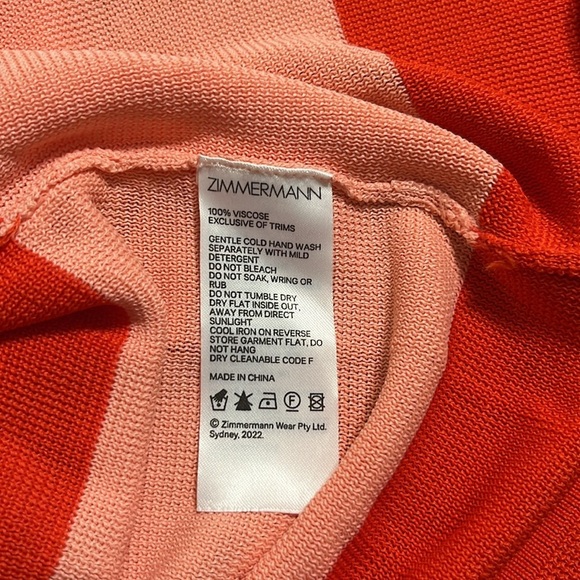 ZIMMERMANN
100% VISCOSE
EXCLUSIVE OF TRIMS
GENTLE COLD HAND WASH
SEPARATELY WITH MILD
DETERGENT
DO NOT BLEACH
DO NOT SOAK, WRING OR
RUB
DO NOT TUMBLE DRY
DRY FLAT INSIDE OUT,
AWAY FROM DIRECT
SUNLIGHT
COOL IRON ON REVERSE
STORE GARMENT FLAT, DO
NOT HANG
DRY CLEANABLE CODE F
MADE IN CHINA
F
© Zimmermann Wear Pty Ltd.
Sydney, 2022.